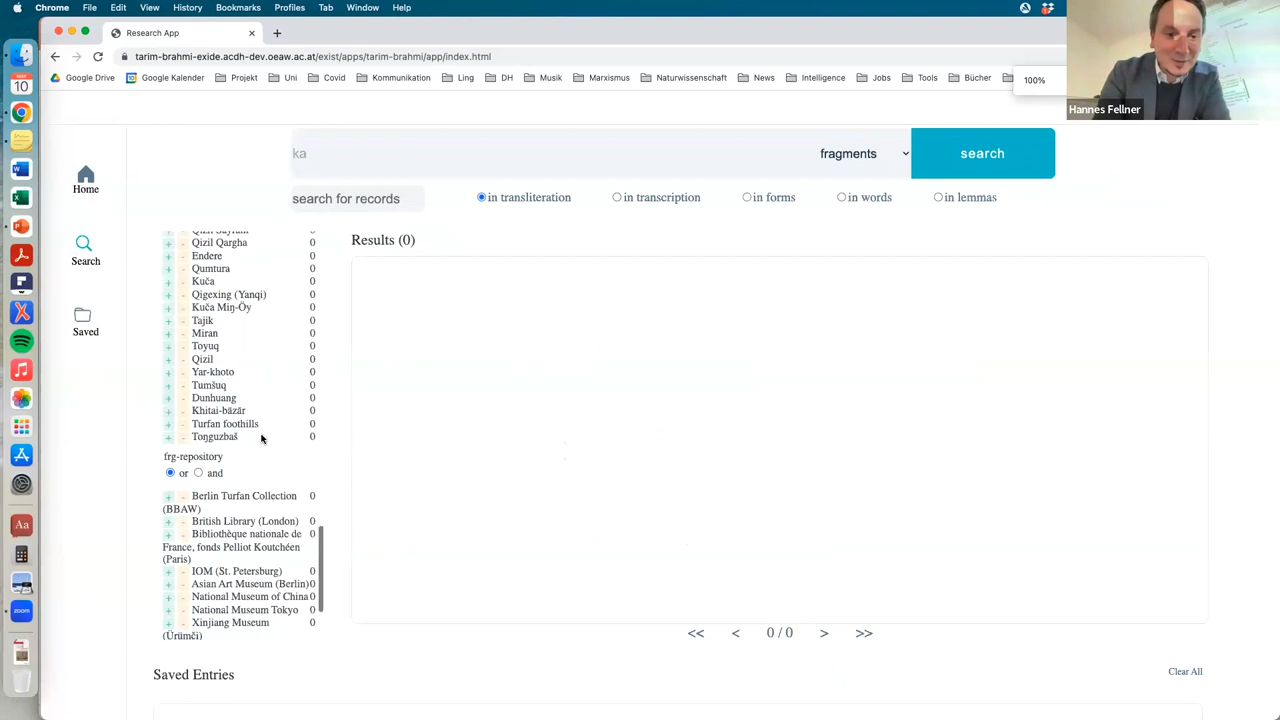 Chrome File Edit View History Bookmarks Profiles Tab Window Help
Research App
tarim-brahmi-exide.acdh-dev.oeaw.ac.at/exist/apps/tarim-brahmi/app/index.html
Google Drive Google Kalender Projekt Uni Covid Kommunikation Ling DH Musik Marxismus Naturwissenschaft News Intelligence Jobs Tools Bücher
100%
Hannes Fellner
ka fragments search
search for records in transliteration in transcription in forms in words in lemmas
Home
Search
Saved
Results (0)
Qizil Qargha 0
Endere 0
Qumtura 0
Kuča 0
Qigexing (Yanqi) 0
Kuča Miŋ-Öy 0
Tajik 0
Miran 0
Toyuq 0
Qizil 0
Yar-khoto 0
Tumšuq 0
Dunhuang 0
Khitai-bāzār 0
Turfan foothills 0
Toŋguzbaš 0
frg-repository
or and
+ - Berlin Turfan Collection 0
(BBAW)
+ - British Library (London) 0
+ - Bibliothèque nationale de 0
France, fonds Pelliot Koutchéen
(Paris)
+ - IOM (St. Petersburg) 0
+ - Asian Art Museum (Berlin) 0
+ - National Museum of China 0
+ - National Museum Tokyo 0
+ - Xinjiang Museum 0
(Ürümči)
<< < 0 / 0 > >>
Saved Entries
Clear All